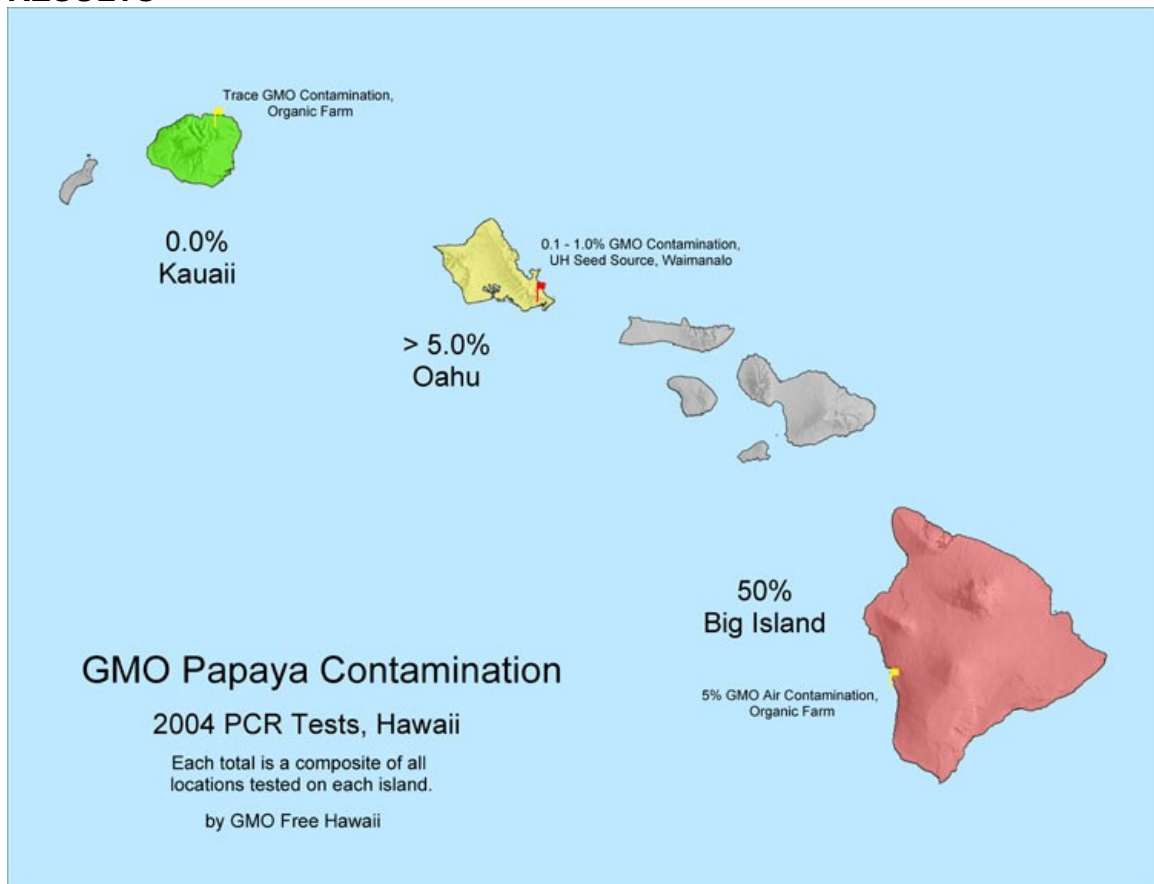 RESULTS
Trace GMO Contamination,
Organic Farm
0.0%
Kauaii
0.1 - 1.0% GMO Contamination,
UH Seed Source, Waimanalo
> 5.0%
Oahu
50%
Big Island
5% GMO Air Contamination,
Organic Farm
GMO Papaya Contamination
2004 PCR Tests, Hawaii
Each total is a composite of all
locations tested on each island.
by GMO Free Hawaii